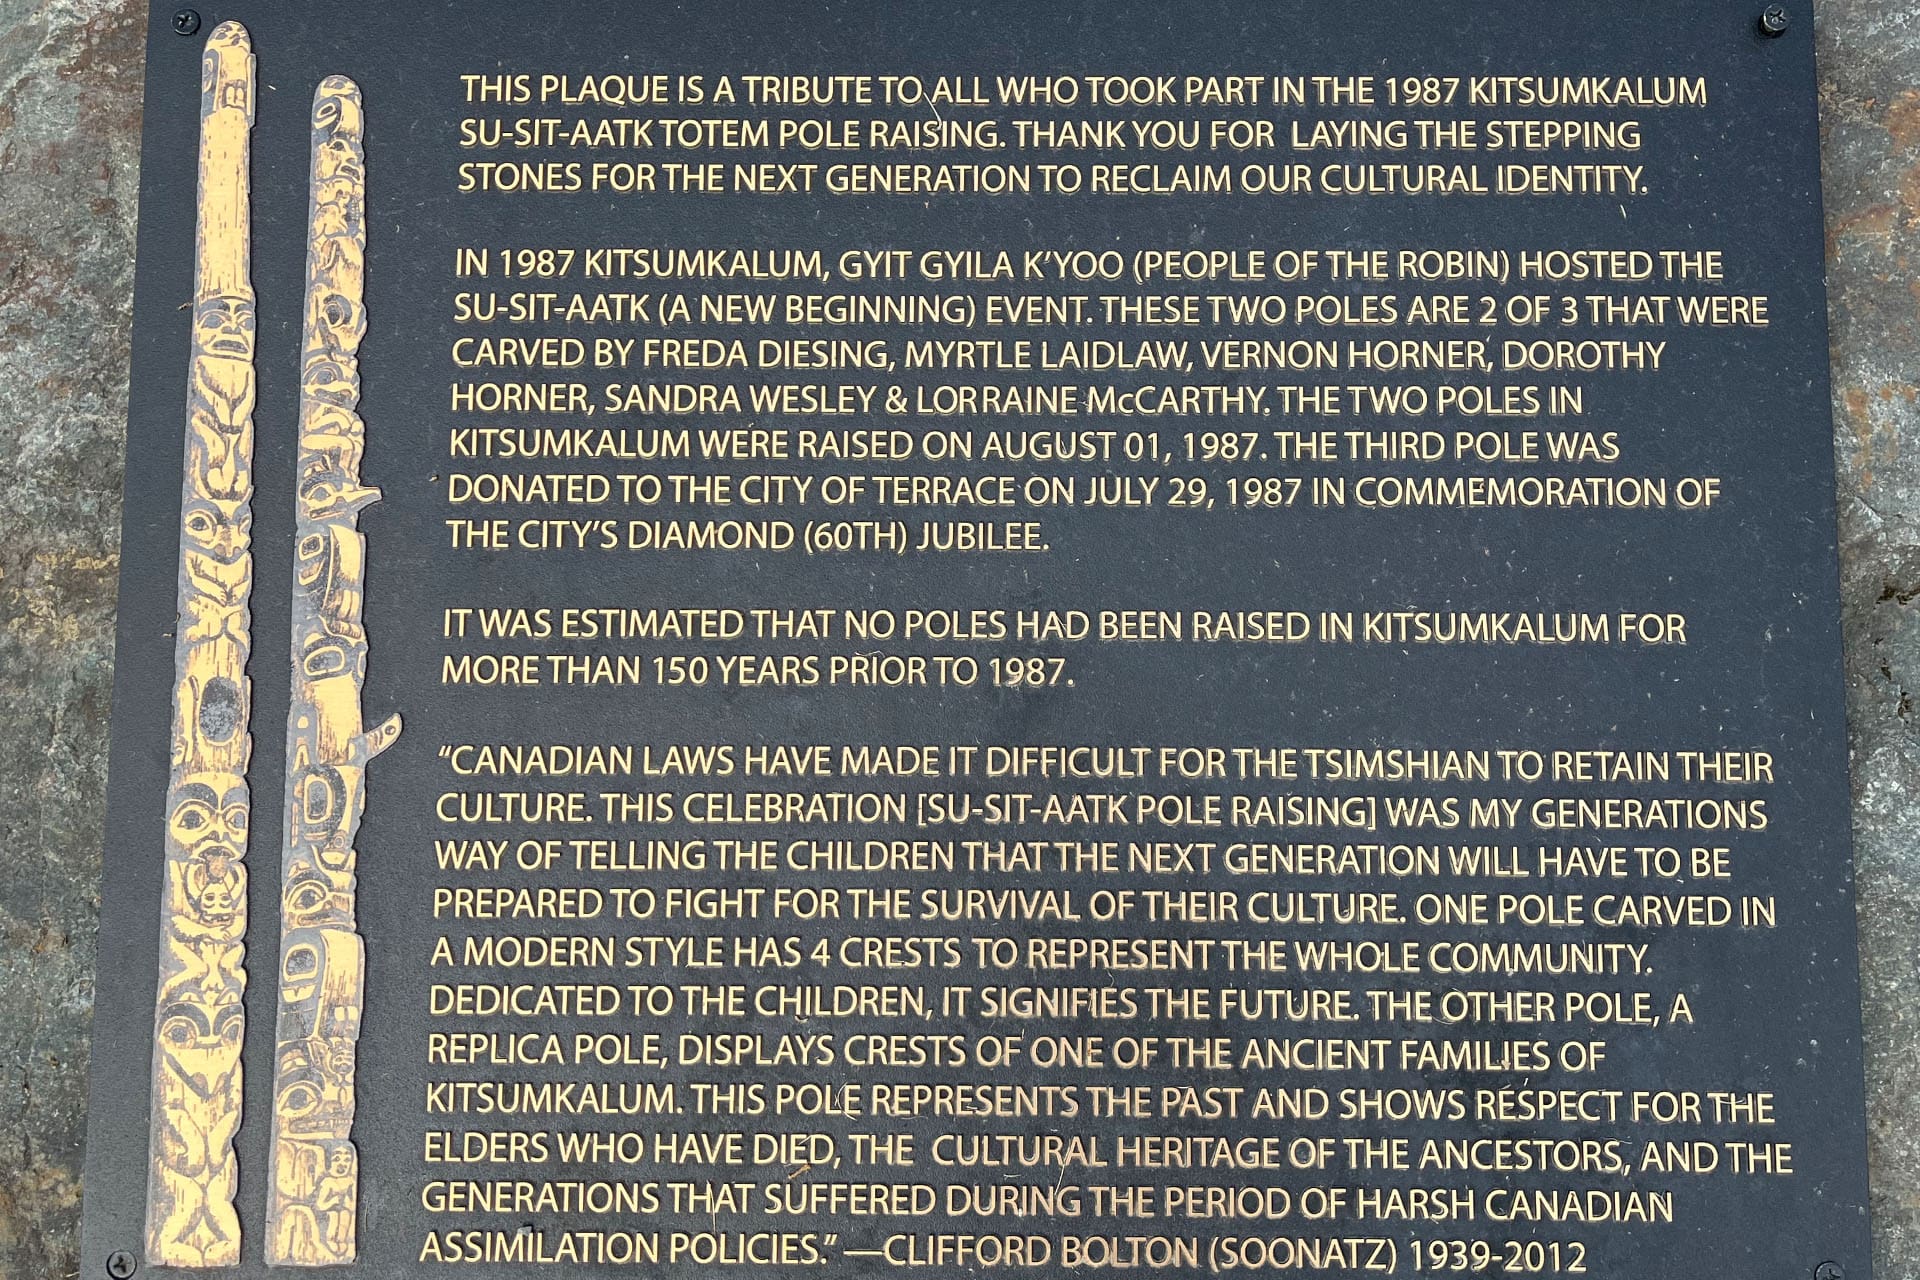 THIS PLAQUE IS A TRIBUTE TO ALL WHO TOOK PART IN THE 1987 KITSUMKALUM
SU-SIT-AATK TOTEM POLE RAISING. THANK YOU FOR LAYING THE STEPPING
STONES FOR THE NEXT GENERATION TO RECLAIM OUR CULTURAL IDENTITY.
IN 1987 KITSUMKALUM, GYIT GYILA K'YOO (PEOPLE OF THE ROBIN) HOSTED THE
SU-SIT-AATK (A NEW BEGINNING) EVENT. THESE TWO POLES ARE 2 OF 3 THAT WERE
CARVED BY FREDA DIESING, MYRTLE LAIDLAW, VERNON HORNER, DOROTHY
HORNER, SANDRA WESLEY & LORRAINE McCARTHY. THE TWO POLES IN
KITSUMKALUM WERE RAISED ON AUGUST 01, 1987. THE THIRD POLE WAS
DONATED TO THE CITY OF TERRACE ON JULY 29, 1987 IN COMMEMORATION OF
THE CITY'S DIAMOND (60TH) JUBILEE.
IT WAS ESTIMATED THAT NO POLES HAD BEEN RAISED IN KITSUMKALUM FOR
MORE THAN 150 YEARS PRIOR TO 1987.
“CANADIAN LAWS HAVE MADE IT DIFFICULT FOR THE TSIMSHIAN TO RETAIN THEIR
CULTURE. THIS CELEBRATION [SU-SIT-AATK POLE RAISING] WAS MY GENERATIONS
WAY OF TELLING THE CHILDREN THAT THE NEXT GENERATION WILL HAVE TO BE
PREPARED TO FIGHT FOR THE SURVIVAL OF THEIR CULTURE. ONE POLE CARVED IN
A MODERN STYLE HAS 4 CRESTS TO REPRESENT THE WHOLE COMMUNITY.
DEDICATED TO THE CHILDREN, IT SIGNIFIES THE FUTURE. THE OTHER POLE, A
REPLICA POLE, DISPLAYS CRESTS OF ONE OF THE ANCIENT FAMILIES OF
KITSUMKALUM. THIS POLE REPRESENTS THE PAST AND SHOWS RESPECT FOR THE
ELDERS WHO HAVE DIED, THE CULTURAL HERITAGE OF THE ANCESTORS, AND THE
GENERATIONS THAT SUFFERED DURING THE PERIOD OF HARSH CANADIAN
ASSIMILATION POLICIES.” —CLIFFORD BOLTON (SOONATZ) 1939-2012